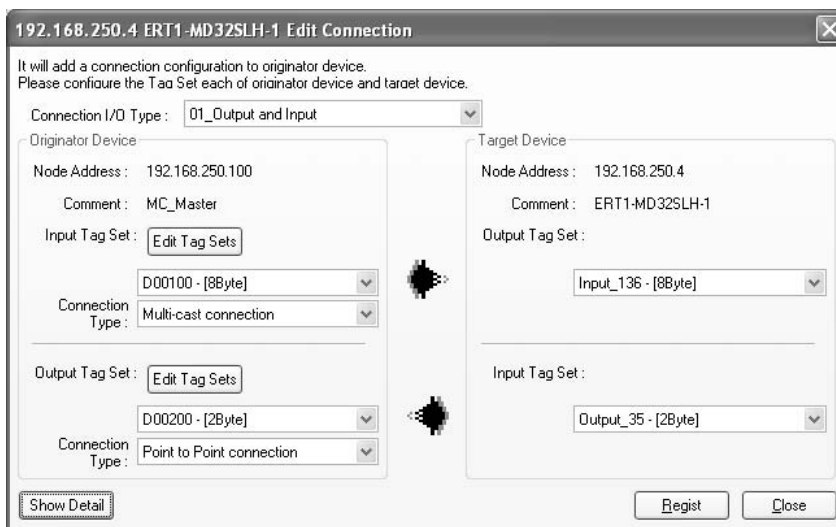 192.168.250.4 ERT1-MD32SLH-1 Edit Connection
It will add a connection configuration to originator device.
Please configure the Tag Set each of originator device and target device.
Connection I/O Type : 01_Output and Input
Originator Device
Node Address : 192.168.250.100
Comment : MC_Master
Input Tag Set : Edit Tag Sets
D00100 - [8Byte]
Connection Type : Multi-cast connection
Output Tag Set : Edit Tag Sets
D00200 - [2Byte]
Connection Type : Point to Point connection
Target Device
Node Address : 192.168.250.4
Comment : ERT1-MD32SLH-1
Output Tag Set :
Input_136 - [8Byte]
Input Tag Set :
Output_35 - [2Byte]
Show Detail
Regist
Close